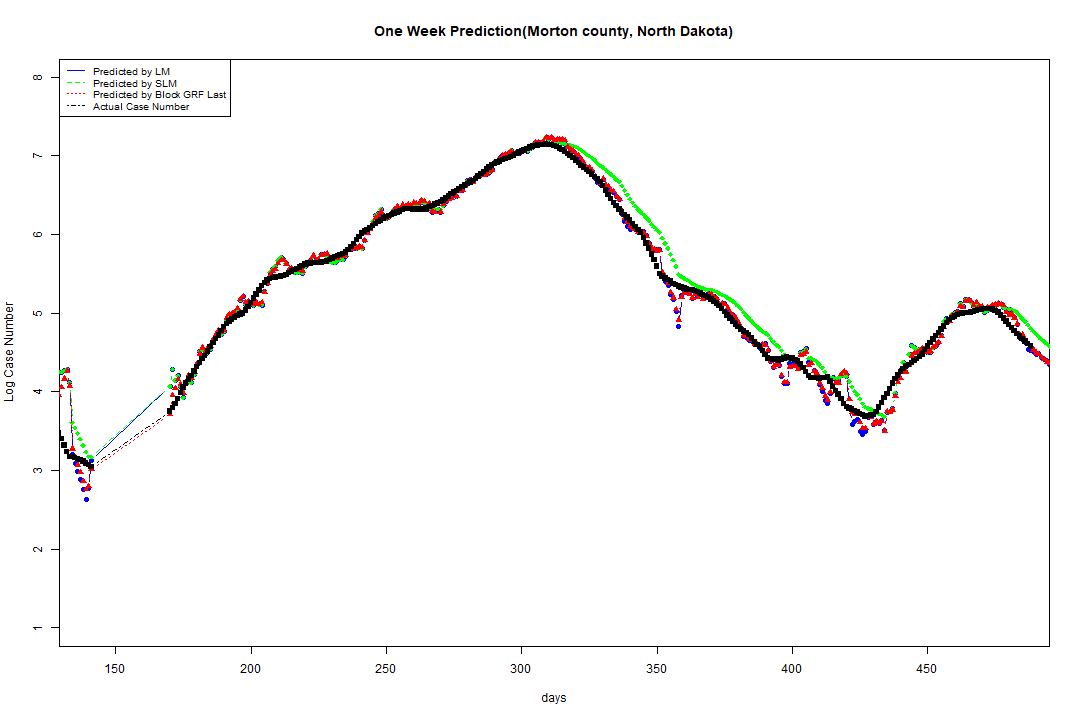 One Week Prediction(Morton county, North Dakota)
Predicted by LM
Predicted by SLM
Predicted by Block GRF Last
Actual Case Number
8
7
6
5
4
3
2
1
Log Case Number
150 200 250 300 350 400 450
days